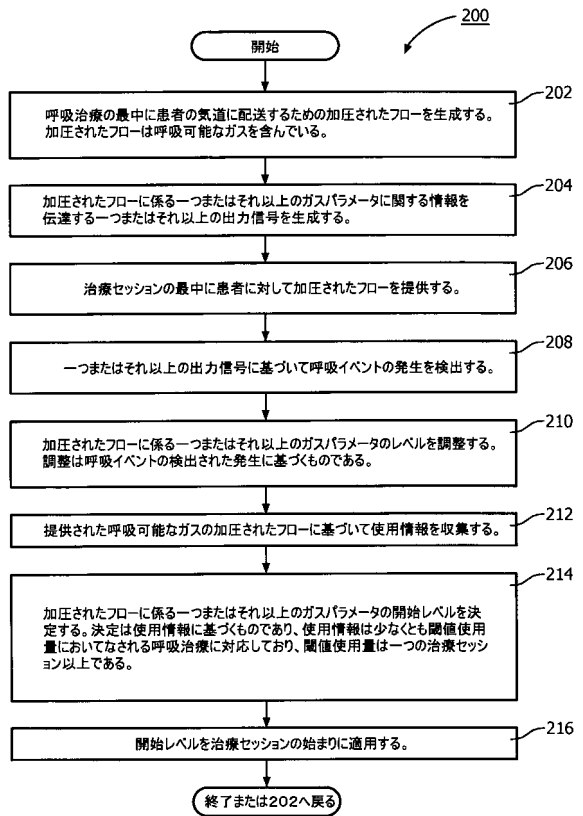 200
開始
202
呼吸治療の最中に患者の気道に配送するための加圧されたフローを生成する。
加圧されたフローは呼吸可能なガスを含んでいる。
204
加圧されたフローに係る一つまたはそれ以上のガスパラメータに関する情報を
伝達する一つまたはそれ以上の出力信号を生成する。
206
治療セッションの最中に患者に対して加圧されたフローを提供する。
208
一つまたはそれ以上の出力信号に基づいて呼吸イベントの発生を検出する。
210
加圧されたフローに係る一つまたはそれ以上のガスパラメータのレベルを調整する。
調整は呼吸イベントの検出された発生に基づくものである。
212
提供された呼吸可能なガスの加圧されたフローに基づいて使用情報を収集する。
214
加圧されたフローに係る一つまたはそれ以上のガスパラメータの開始レベルを決
定する。決定は使用情報に基づくものであり、使用情報は少なくとも閾値使用
量においてなされる呼吸治療に対応しており、閾値使用量は一つの治療セッシ
ョン以上である。
216
開始レベルを治療セッションの始まりに適用する。
終了または202へ戻る